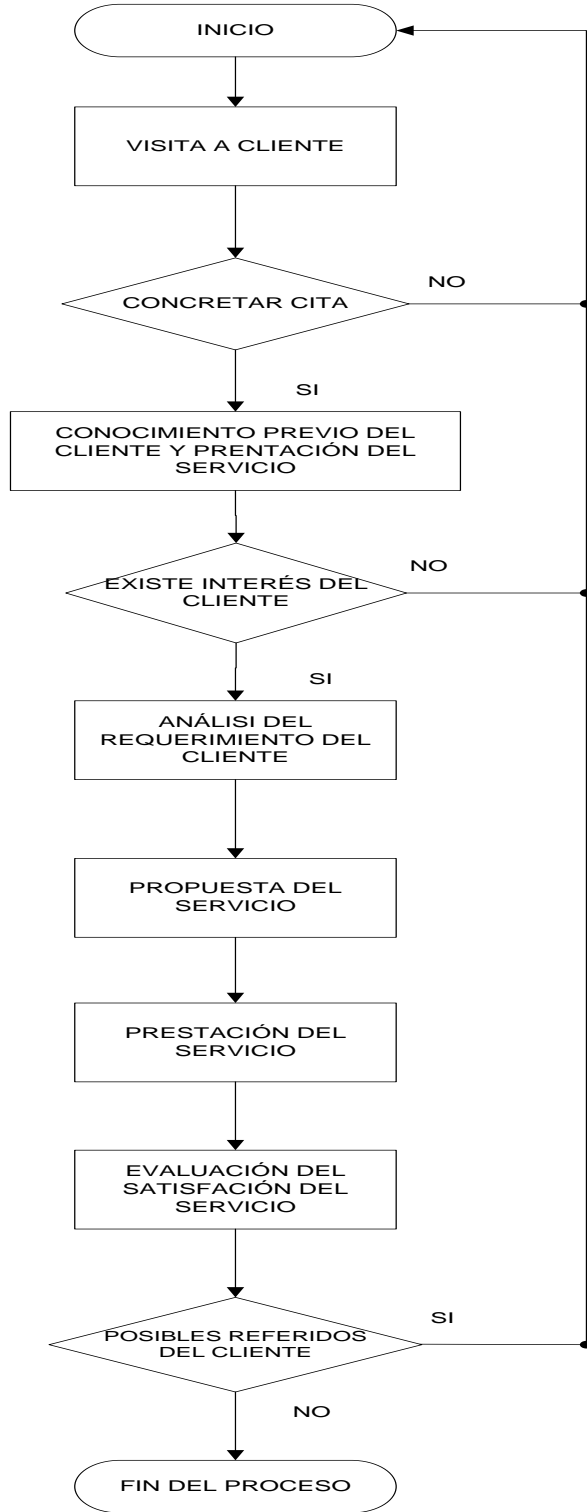 INICIO
VISITA A CLIENTE
CONCRETAR CITA
NO
SI
CONOCIMIENTO PREVIO DEL
CLIENTE Y PRENTACIÓN DEL
SERVICIO
EXISTE INTERÉS DEL
CLIENTE
NO
SI
ANÁLISI DEL
REQUERIMIENTO DEL
CLIENTE
PROPUESTA DEL
SERVICIO
PRESTACIÓN DEL
SERVICIO
EVALUACIÓN DEL
SATISFACIÓN DEL
SERVICIO
POSIBLES REFERIDOS
DEL CLIENTE
SI
NO
FIN DEL PROCESO